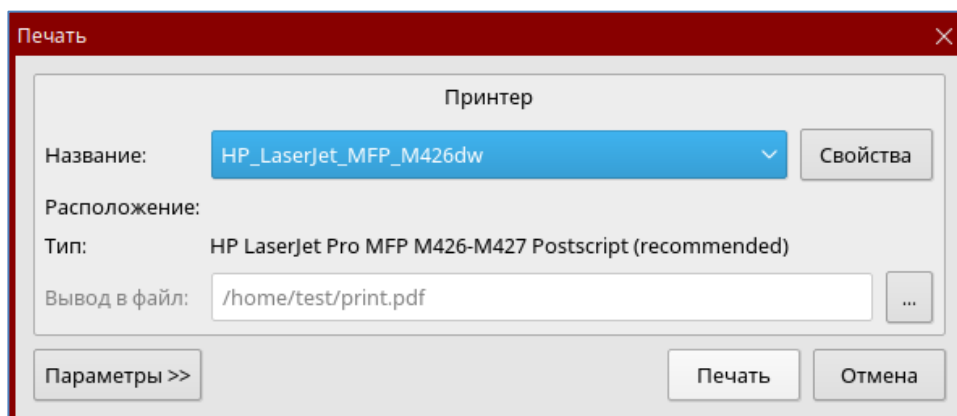 Печать
Принтер
Название: HP_LaserJet_MFP_M426dw Свойства
Расположение:
Тип: HP LaserJet Pro MFP M426-M427 Postscript (recommended)
Вывод в файл: /home/test/print.pdf ...
Параметры >> Печать Отмена